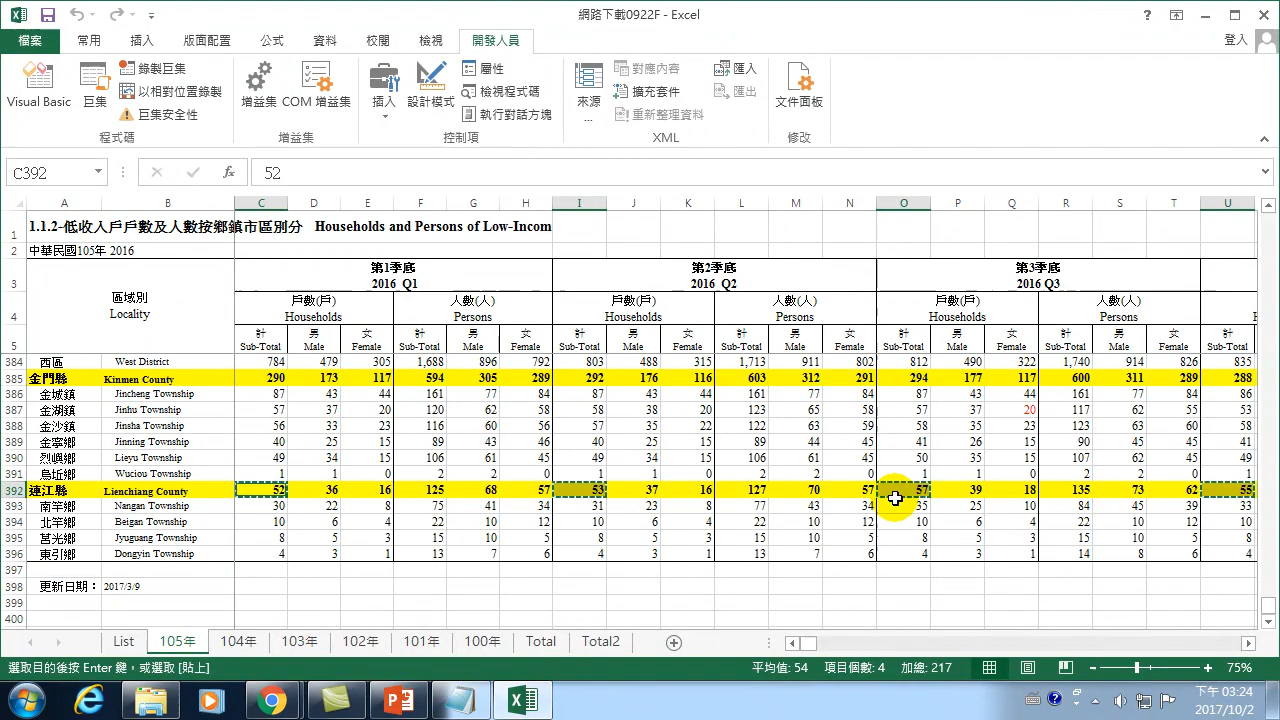 網路下載0922F - Excel
檔案 常用 插入 版面配置 公式 資料 校閱 檢視 開發人員 登入
Visual Basic 巨集 錄製巨集 以相對位置錄製 巨集安全性 程式碼
增益集 COM 增益集 增益集
插入 設計模式 屬性 檢視程式碼 執行對話方塊 控制項
來源... 對應內容 擴充套件 重新整理資料 匯入 匯出 XML
文件面板 修改
C392 fx 52
A B C D E F G H I J K L M N O P Q R S T U
1 1.1.2-低收入戶戶數及人數按鄉鎮市區別分 Households and Persons of Low-Incom
2 中華民國105年 2016
3 第1季底 第2季底 第3季底
2016 Q1 2016 Q2 2016 Q3
區域別 戶數(戶) 人數(人) 戶數(戶) 人數(人) 戶數(戶) 人數(人)
4 Locality Households Persons Households Persons Households Persons H
計 男 女 計 男 女 計 男 女 計 男 女 計 男 女 計 男 女 計
5 Sub-Total Male Female Sub-Total Male Female Sub-Total Male Female Sub-Total Male Female Sub-Total Male Female Sub-Total Male Female Sub-Total
384 西區 West District 784 479 305 1,688 896 792 803 488 315 1,713 911 802 812 490 322 1,740 914 826 835
385 金門縣 Kinmen County 290 173 117 594 305 289 292 176 116 603 312 291 294 177 117 600 311 289 288
386 金城鎮 Jincheng Township 87 43 44 161 77 84 87 43 44 161 77 84 87 43 44 161 77 84 86
387 金湖鎮 Jinhu Township 57 37 20 120 62 58 58 38 20 123 65 58 57 37 20 117 62 55 53
388 金沙鎮 Jinsha Township 56 33 23 116 60 56 57 35 22 122 63 59 58 35 23 123 63 60 58
389 金寧鄉 Jinning Township 40 25 15 89 43 46 40 25 15 89 44 45 41 26 15 90 45 45 41
390 烈嶼鄉 Lieyu Township 49 34 15 106 61 45 49 34 15 106 61 45 50 35 15 107 62 45 49
391 烏坵鄉 Wuciou Township 1 1 0 2 2 0 1 1 0 2 2 0 1 1 0 2 2 0 1
392 連江縣 Lienchiang County 52 36 16 125 68 57 53 37 16 127 70 57 57 39 18 135 73 62 55
393 南竿鄉 Nangan Township 30 22 8 75 41 34 31 23 8 77 43 34 35 25 10 84 45 39 33
394 北竿鄉 Beigan Township 10 6 4 22 10 12 10 6 4 22 10 12 10 6 4 22 10 12 10
395 莒光鄉 Jyuguang Township 8 5 3 15 10 5 8 5 3 15 10 5 8 5 3 15 10 5 8
396 東引鄉 Dongyin Township 4 3 1 13 7 6 4 3 1 13 7 6 4 3 1 14 8 6 4
397
398 更新日期： 2017/3/9
399
400
List 105年 104年 103年 102年 101年 100年 Total Total2
選取目的後按 Enter 鍵，或選取 [貼上] 平均值: 54 項目個數: 4 加總: 217 75%
下午 03:24
2017/10/2